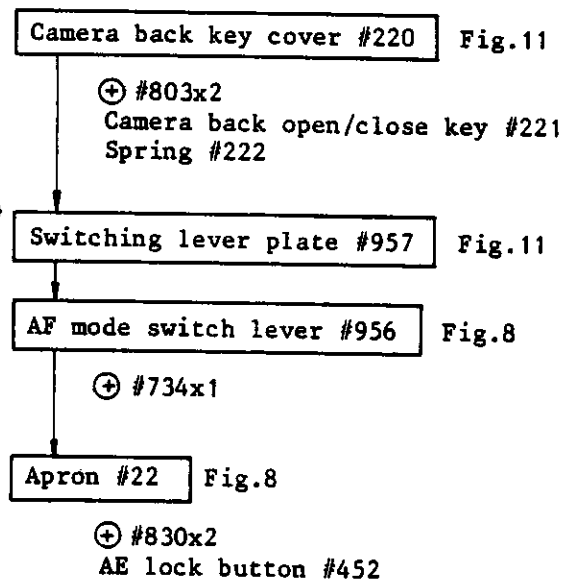 Camera back key cover #220 Fig.11
⊕ #803x2
Camera back open/close key #221
Spring #222
Switching lever plate #957 Fig.11
AF mode switch lever #956 Fig.8
⊕ #734x1
Apron #22 Fig.8
⊕ #830x2
AE lock button #452